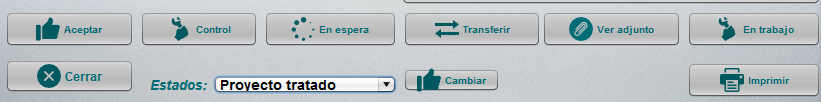 Aceptar Control En espera Transferir Ver adjunto En trabajo
Cerrar Estados: Proyecto tratado Cambiar Imprimir